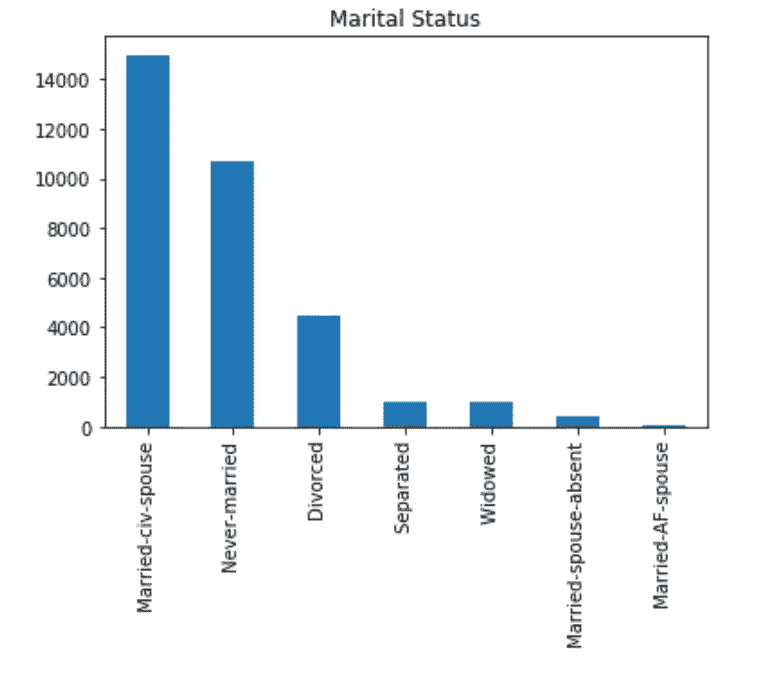 Marital Status
14000
12000
10000
8000
6000
4000
2000
0
Married-civ-spouse
Never-married
Divorced
Separated
Widowed
Married-spouse-absent
Married-AF-spouse